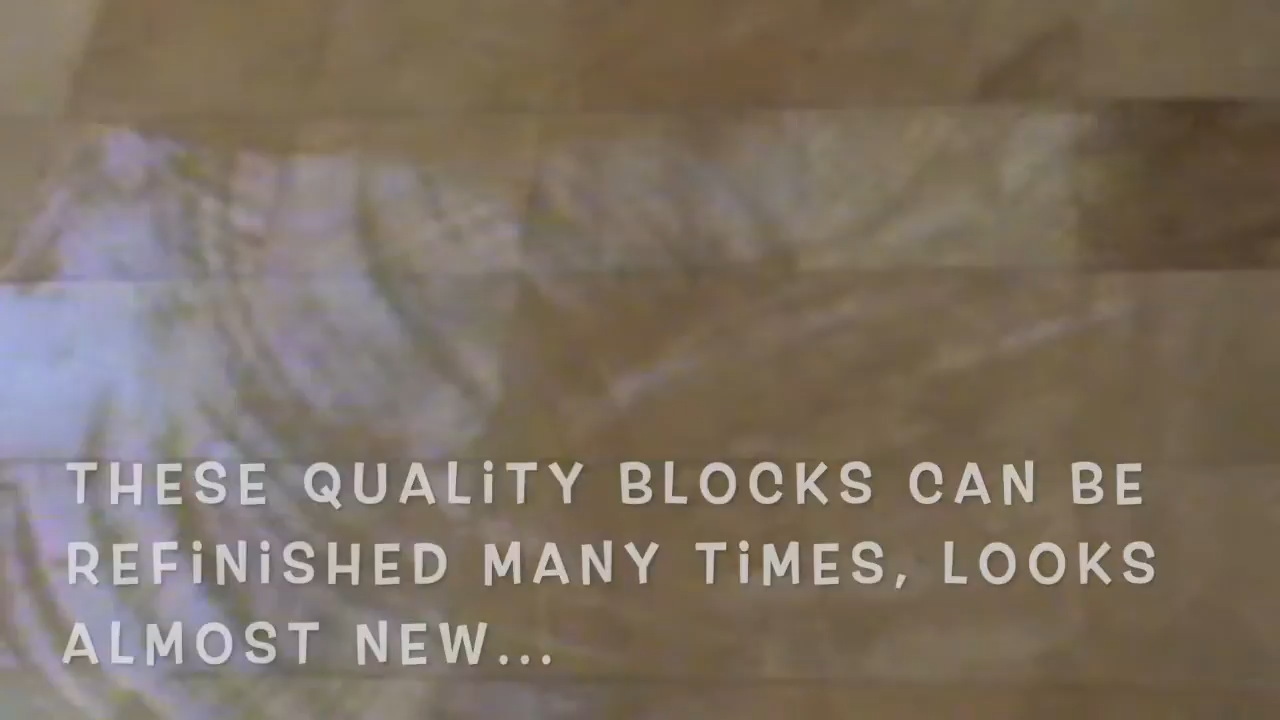 THESE QUALiTY BLOCKS CAN BE
REFiNiSHED MANY TiMES, LOOKS
ALMOST NEW...